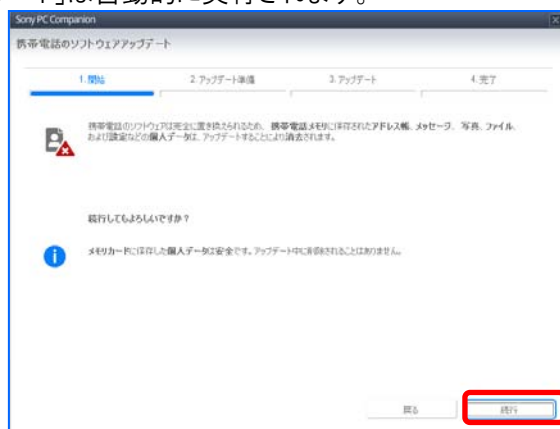 ト」は自動的に実行されます。
Sony PC Companion
携帯電話のソフトウェアアップデート
1. 開始 2. アップデート準備 3. アップデート 4. 完了
携帯電話のソフトウェアは完全に置き換えられるため、携帯電話メモリに保存されたアドレス帳、メッセージ、写真、ファイル、
および設定などの個人データは、アップデートすることにより消去されます。
続行してもよろしいですか？
メモリカードに保存した個人データは安全です。アップデート中に削除されることはありません。
戻る 続行